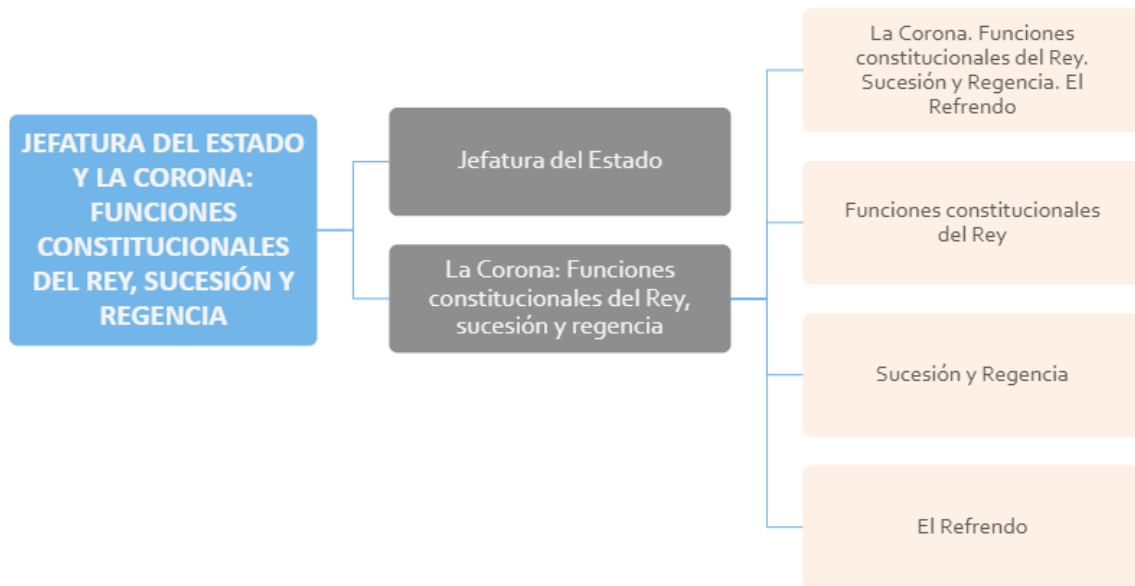 JEFATURA DEL ESTADO
Y LA CORONA:
FUNCIONES
CONSTITUCIONALES
DEL REY, SUCESIÓN Y
REGENCIA
Jefatura del Estado
La Corona: Funciones
constitucionales del Rey,
sucesión y regencia
La Corona. Funciones
constitucionales del Rey.
Sucesión y Regencia. El
Refrendo
Funciones constitucionales
del Rey
Sucesión y Regencia
El Refrendo